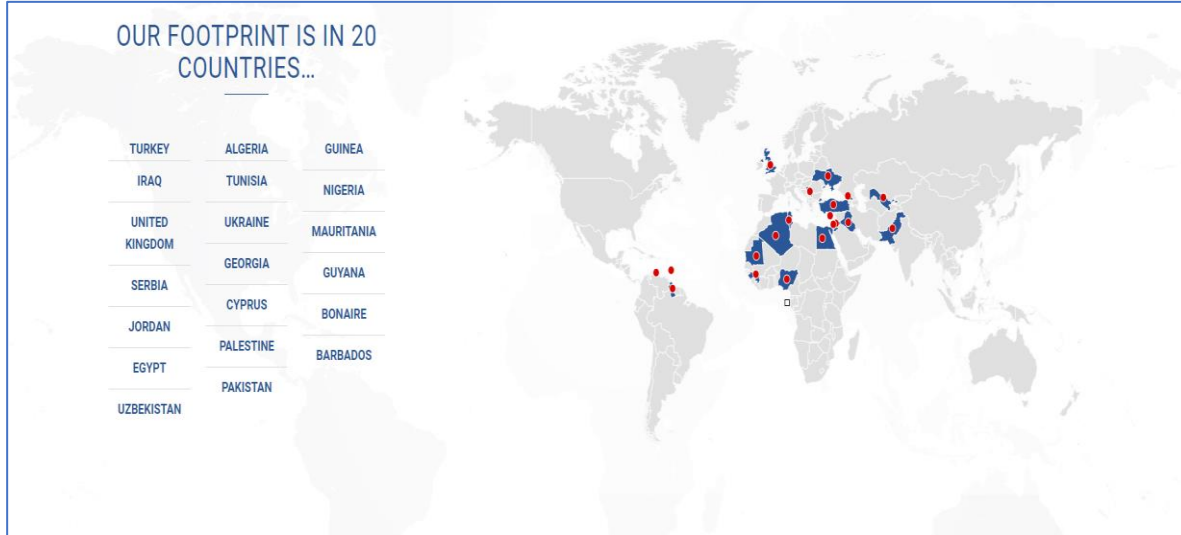 OUR FOOTPRINT IS IN 20
COUNTRIES...
TURKEY
IRAQ
UNITED
KINGDOM
SERBIA
JORDAN
EGYPT
UZBEKISTAN
ALGERIA
TUNISIA
UKRAINE
GEORGIA
CYPRUS
PALESTINE
PAKISTAN
GUINEA
NIGERIA
MAURITANIA
GUYANA
BONAIRE
BARBADOS